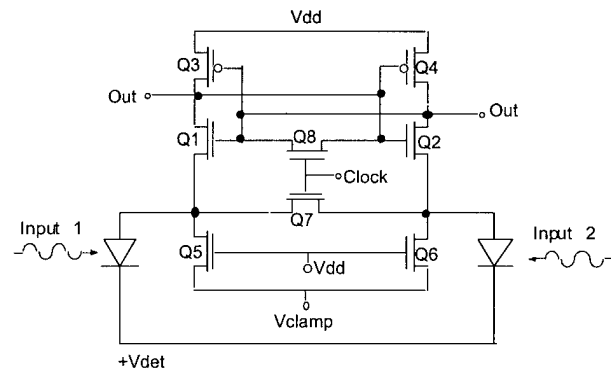 Vdd
Q3
Q4
Out
Out
Q1
Q8
Q2
Clock
Q7
Input 1
Input 2
Q5
Vdd
Q6
Vclamp
+Vdet